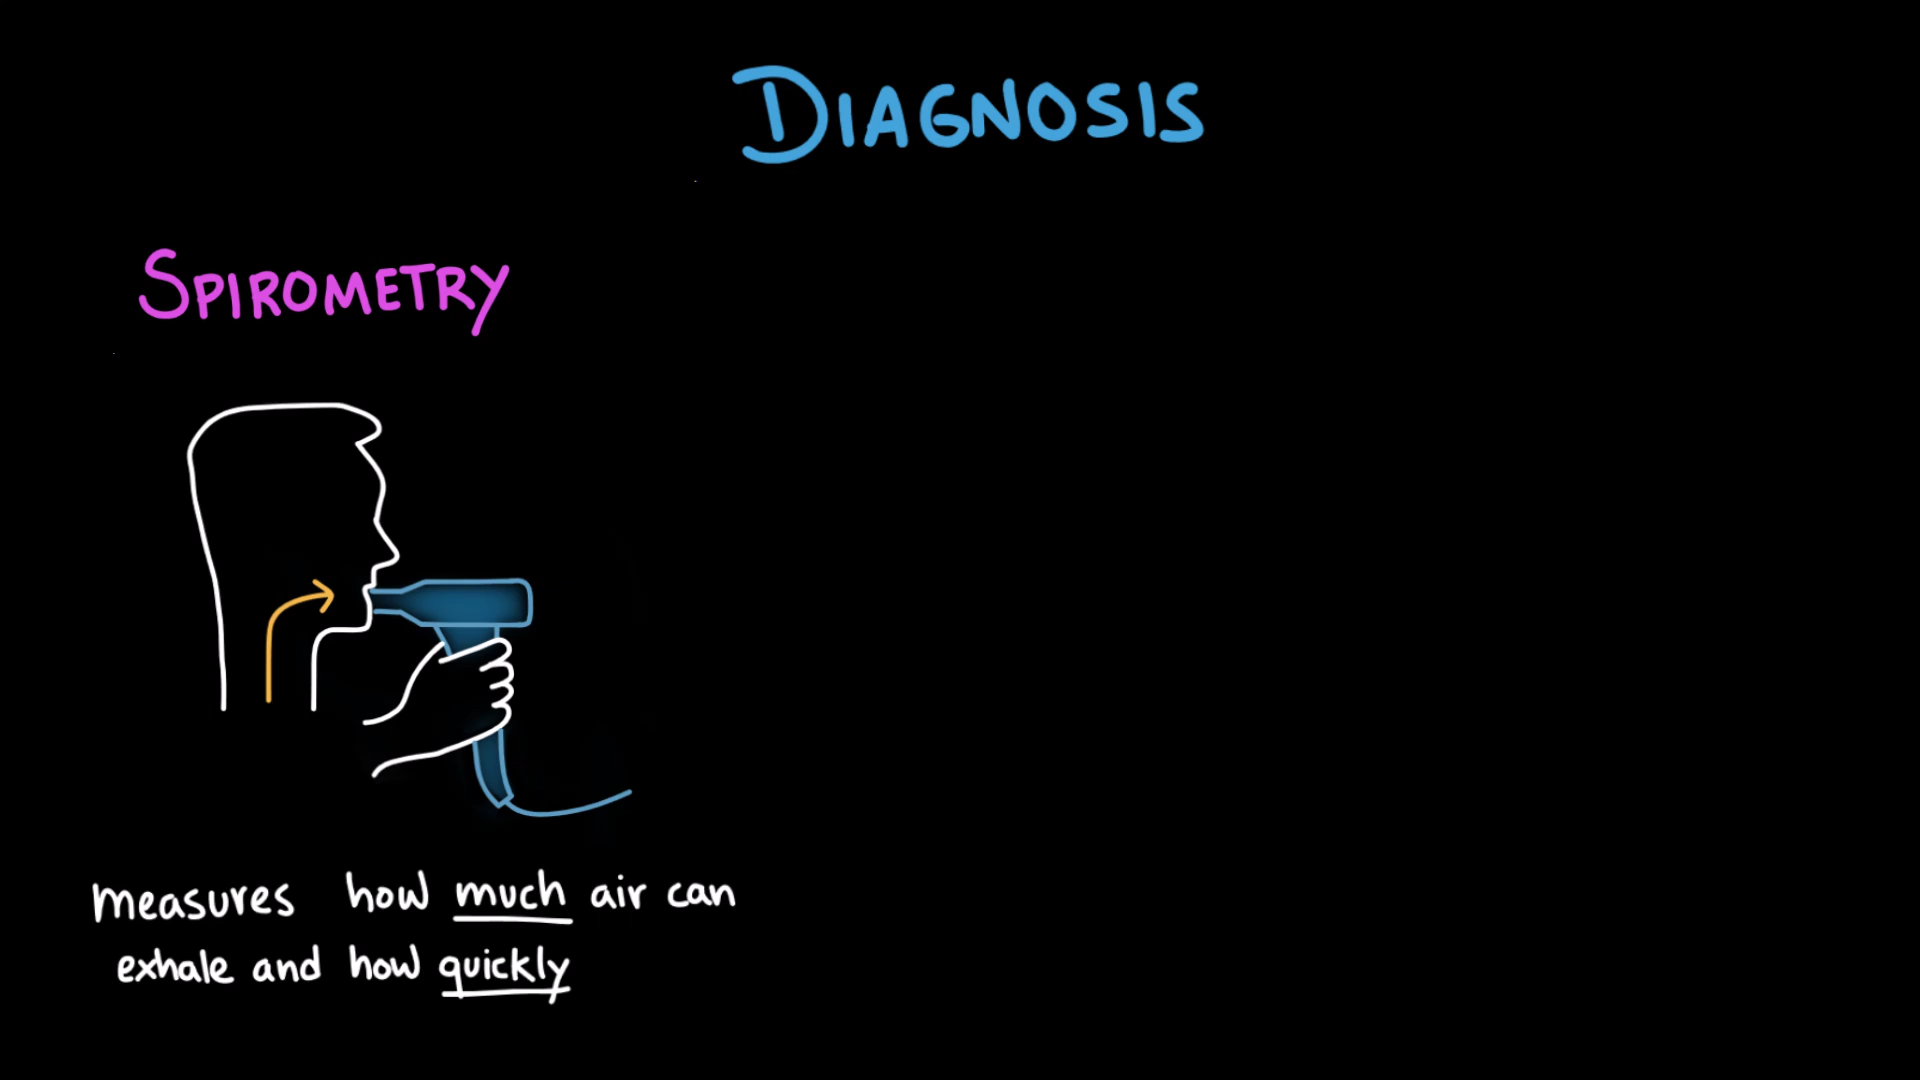 DIAGNOSIS
SPIROMETRY
measures how much air can
exhale and how quickly